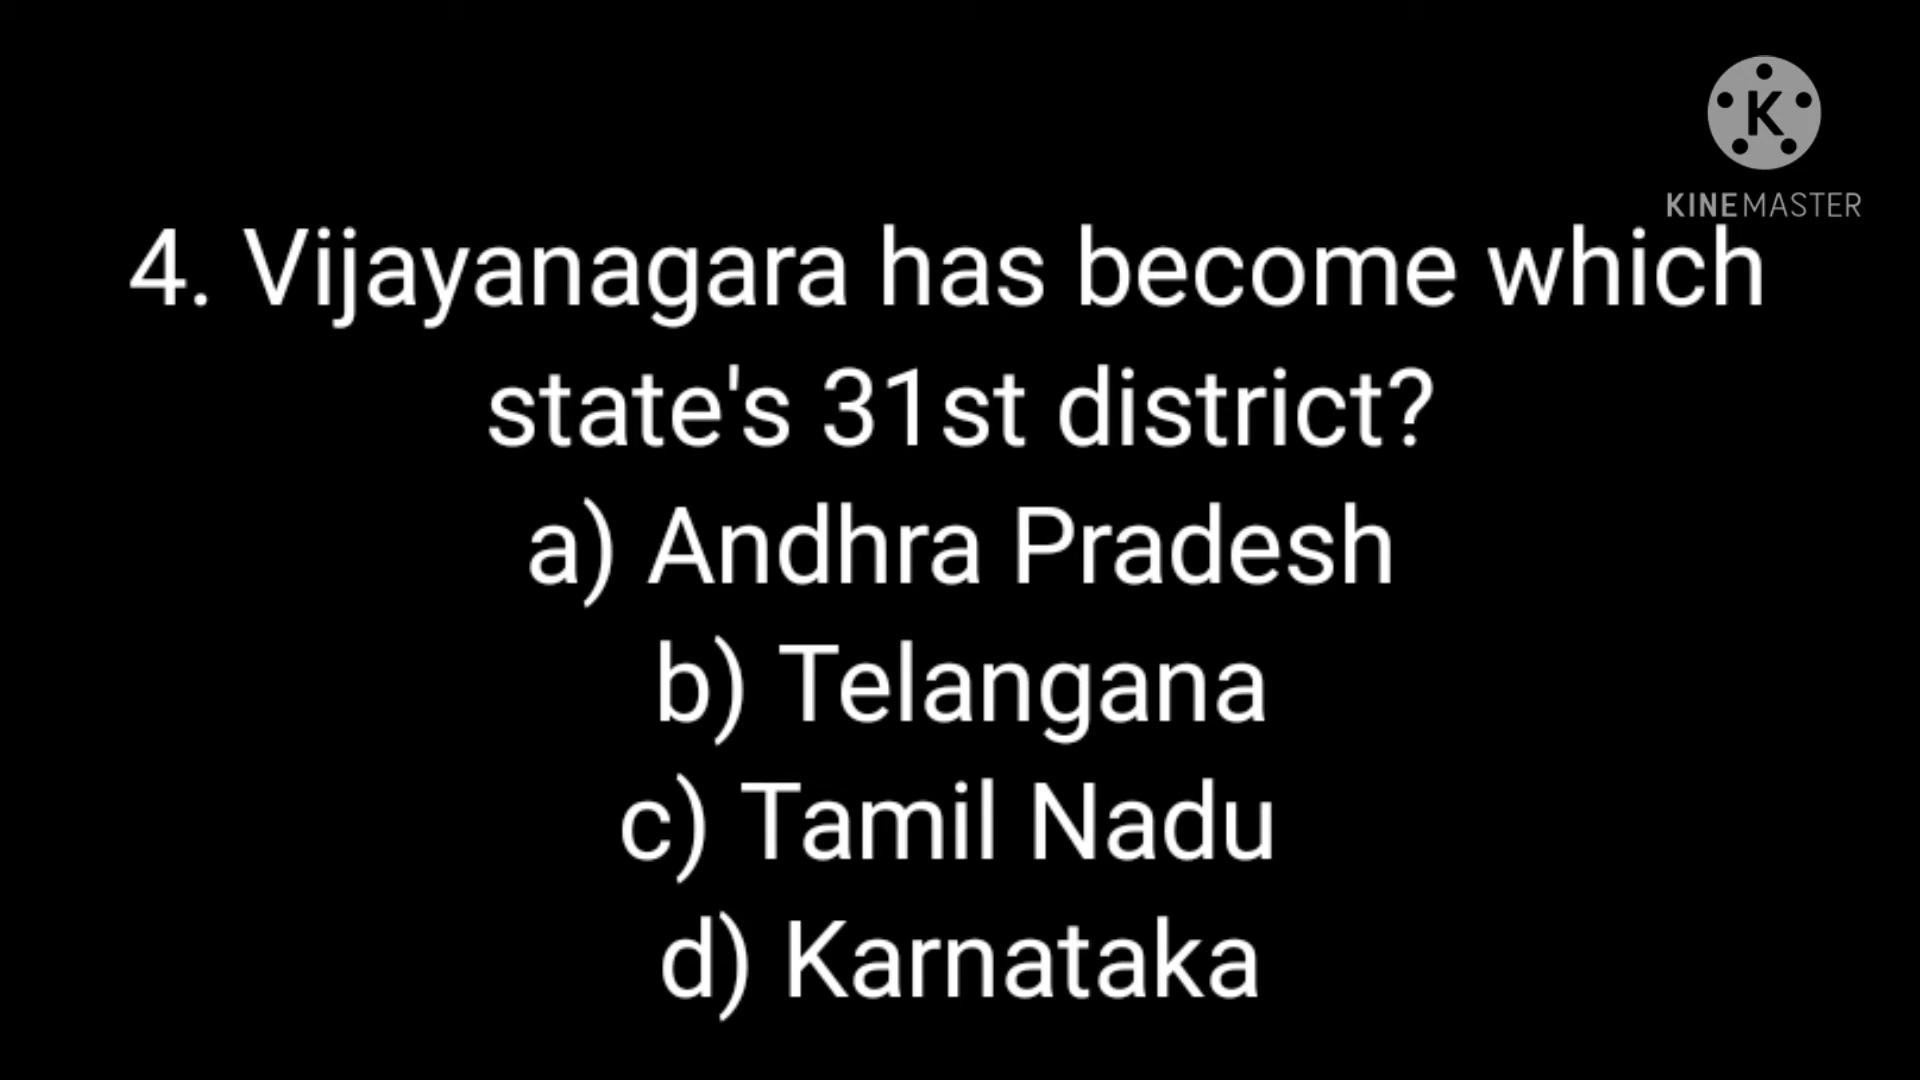 K
KINEMASTER
4. Vijayanagara has become which
state's 31st district?
a) Andhra Pradesh
b) Telangana
c) Tamil Nadu
d) Karnataka